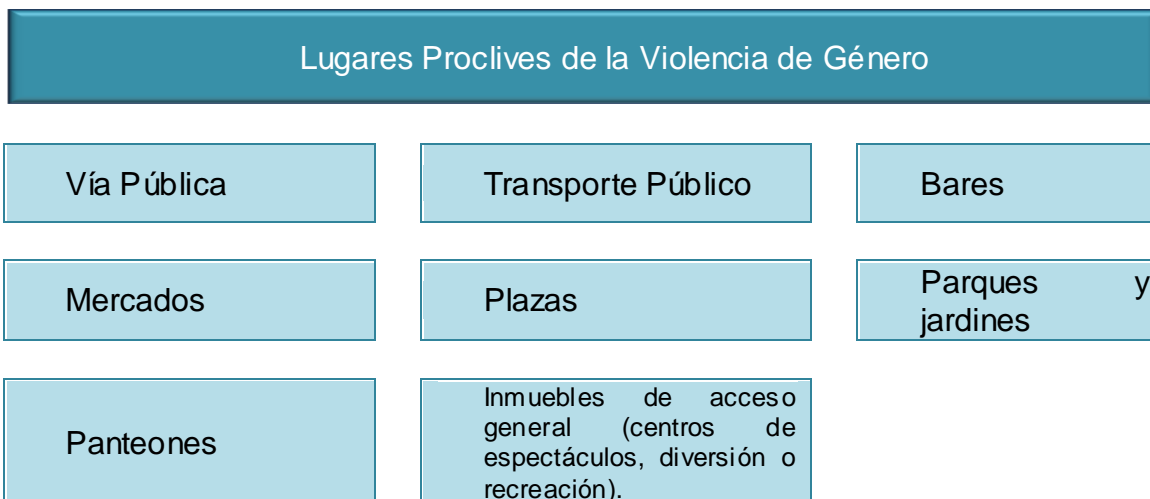 Lugares Proclives de la Violencia de Género
Vía Pública
Transporte Público
Bares
Mercados
Plazas
Parques y
jardines
Panteones
Inmuebles de acceso
general (centros de
espectáculos, diversión o
recreación).